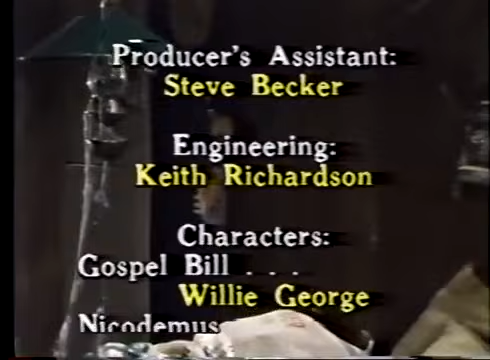 Producer's Assistant:
Steve Becker
Engineering:
Keith Richardson
Characters:
Gospel Bill . . .
Willie George
Nicodemus